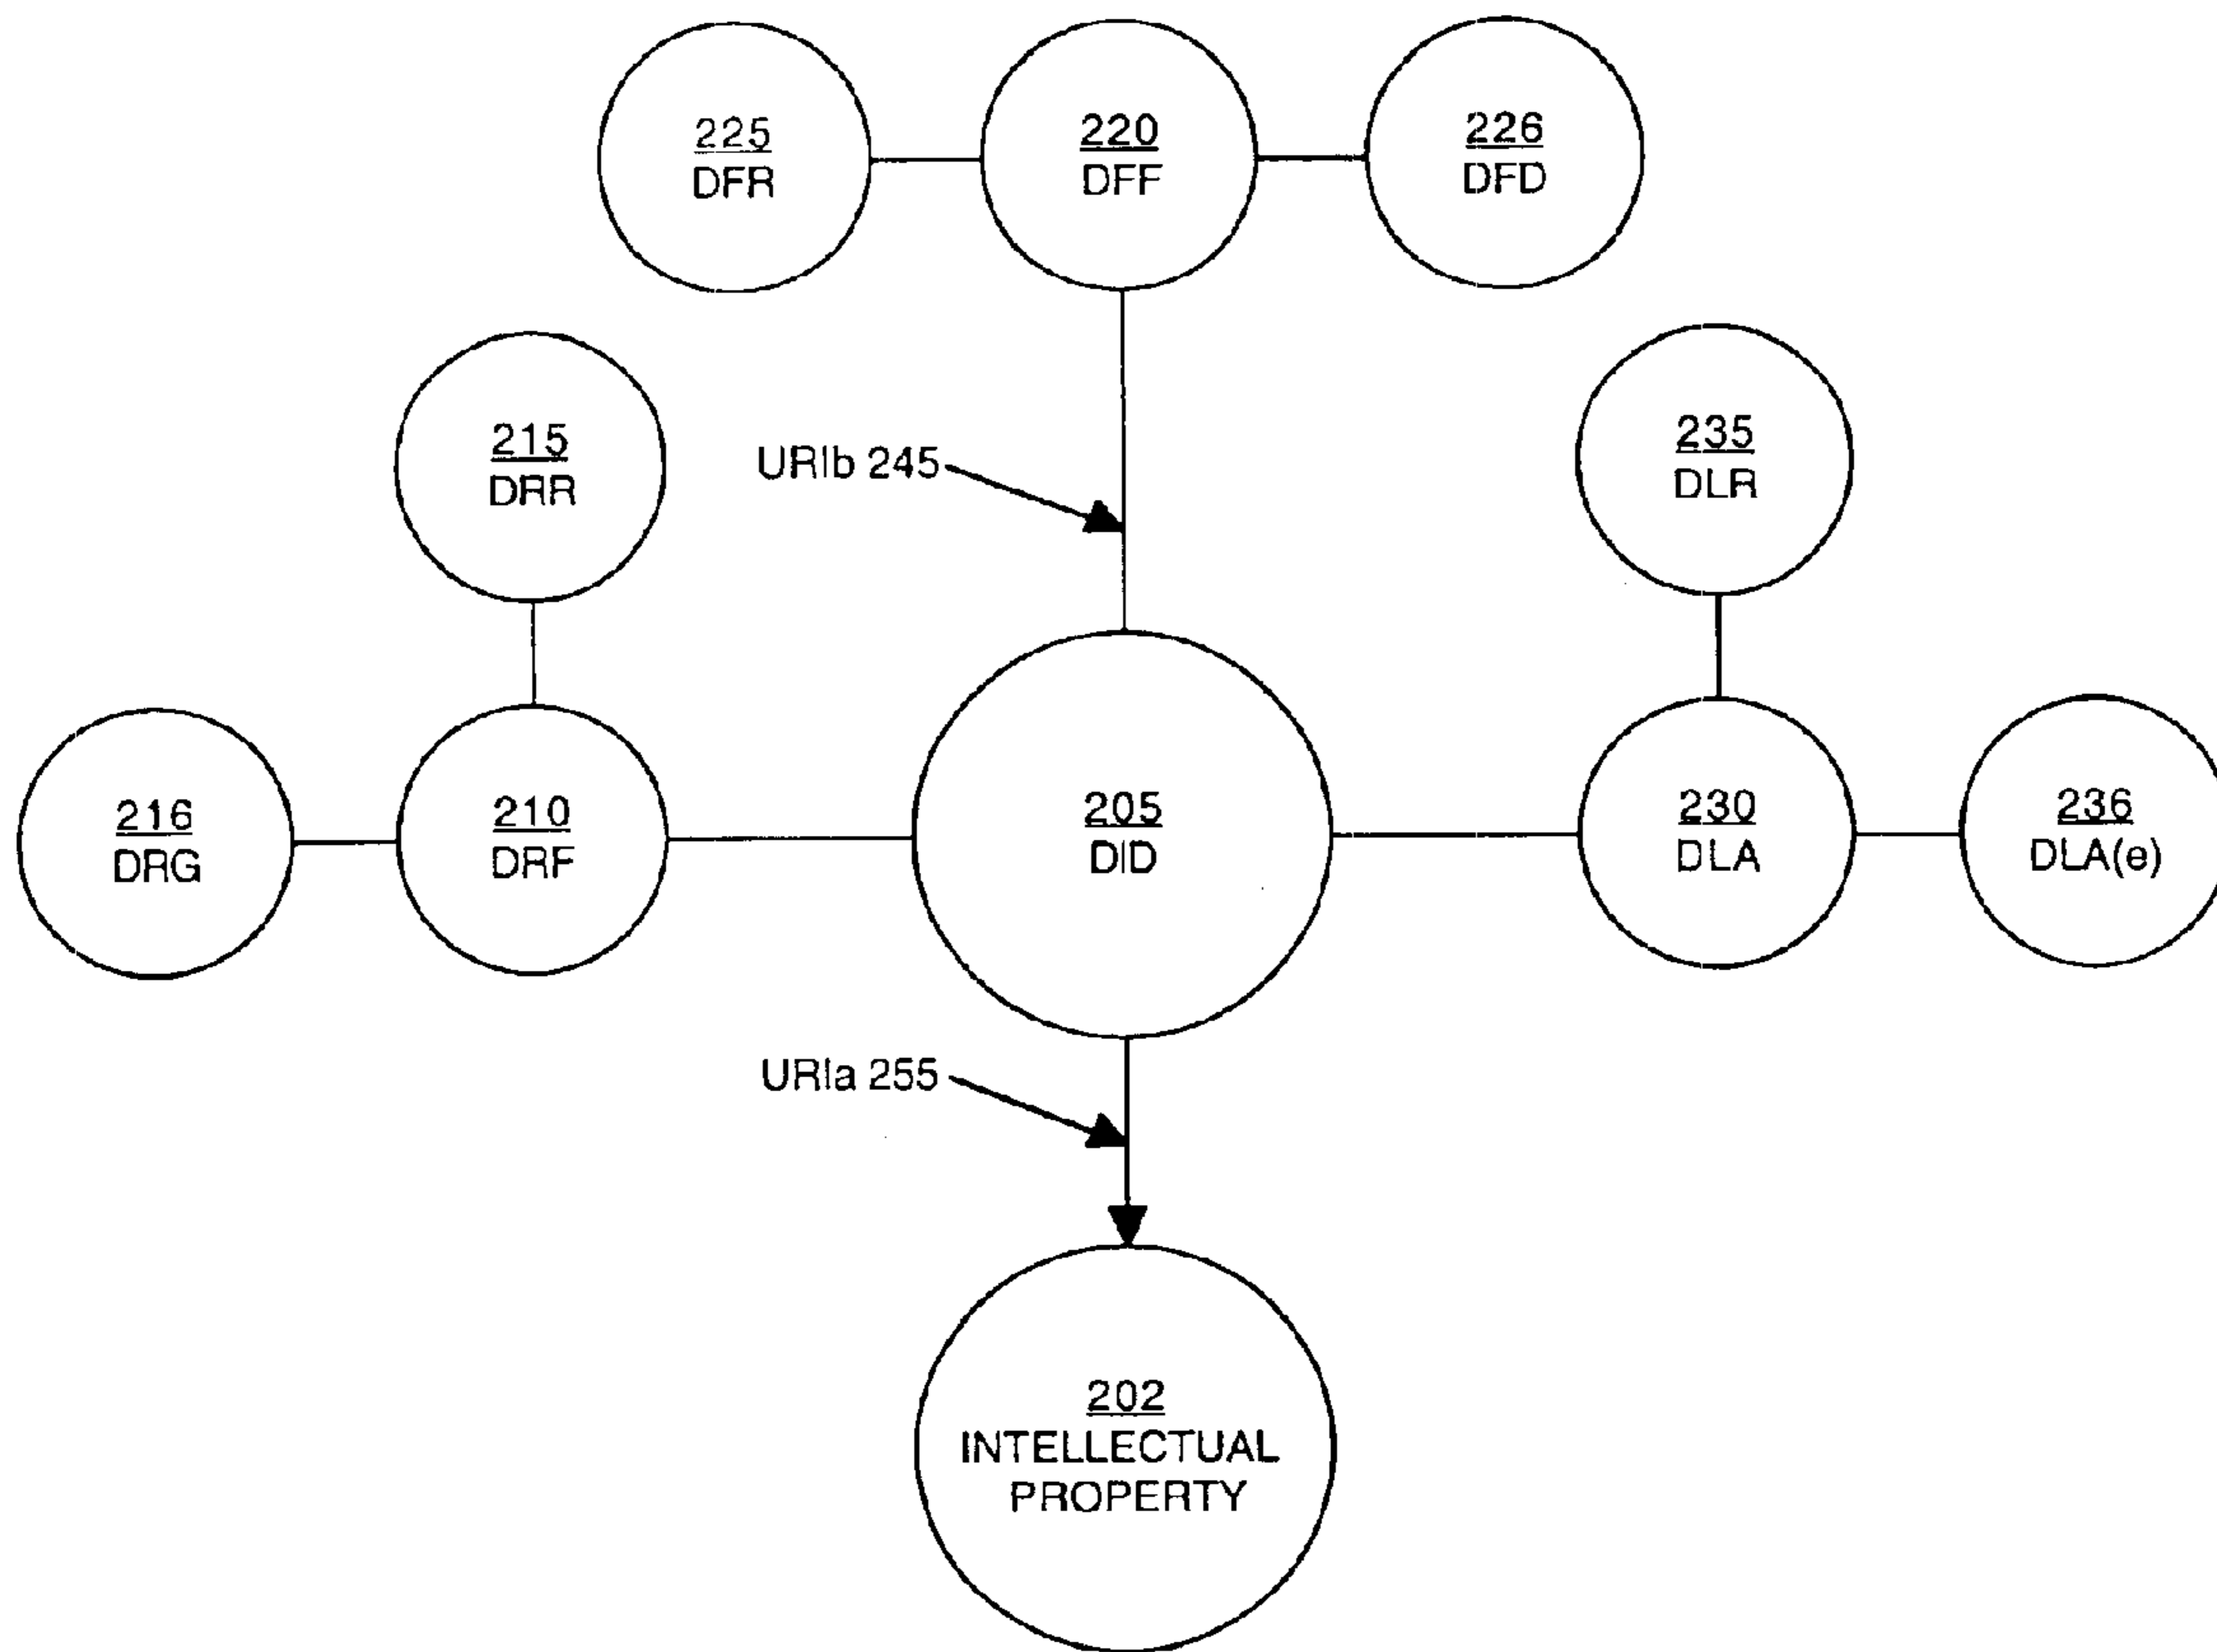 225
DFR
220
DFF
226
DFD
215
DRR
URIb 245
235
DLR
216
DRG
210
DRF
205
DID
230
DLA
236
DLA(e)
URIa 255
202
INTELLECTUAL
PROPERTY